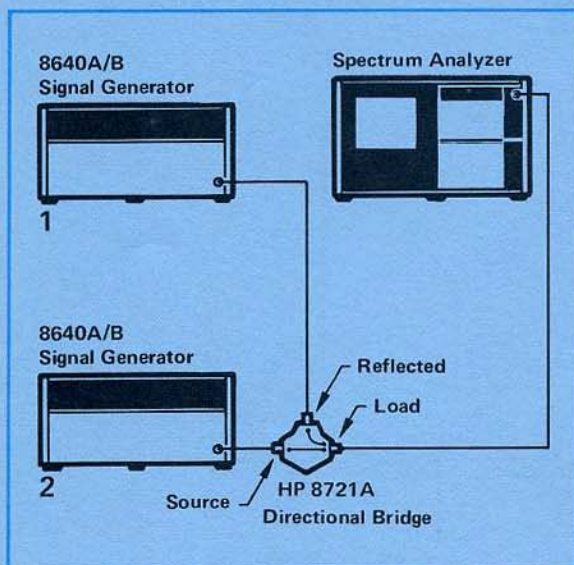 8640A/B
Signal Generator
1
Spectrum Analyzer
8640A/B
Signal Generator
2
Reflected
Load
Source
HP 8721A
Directional Bridge